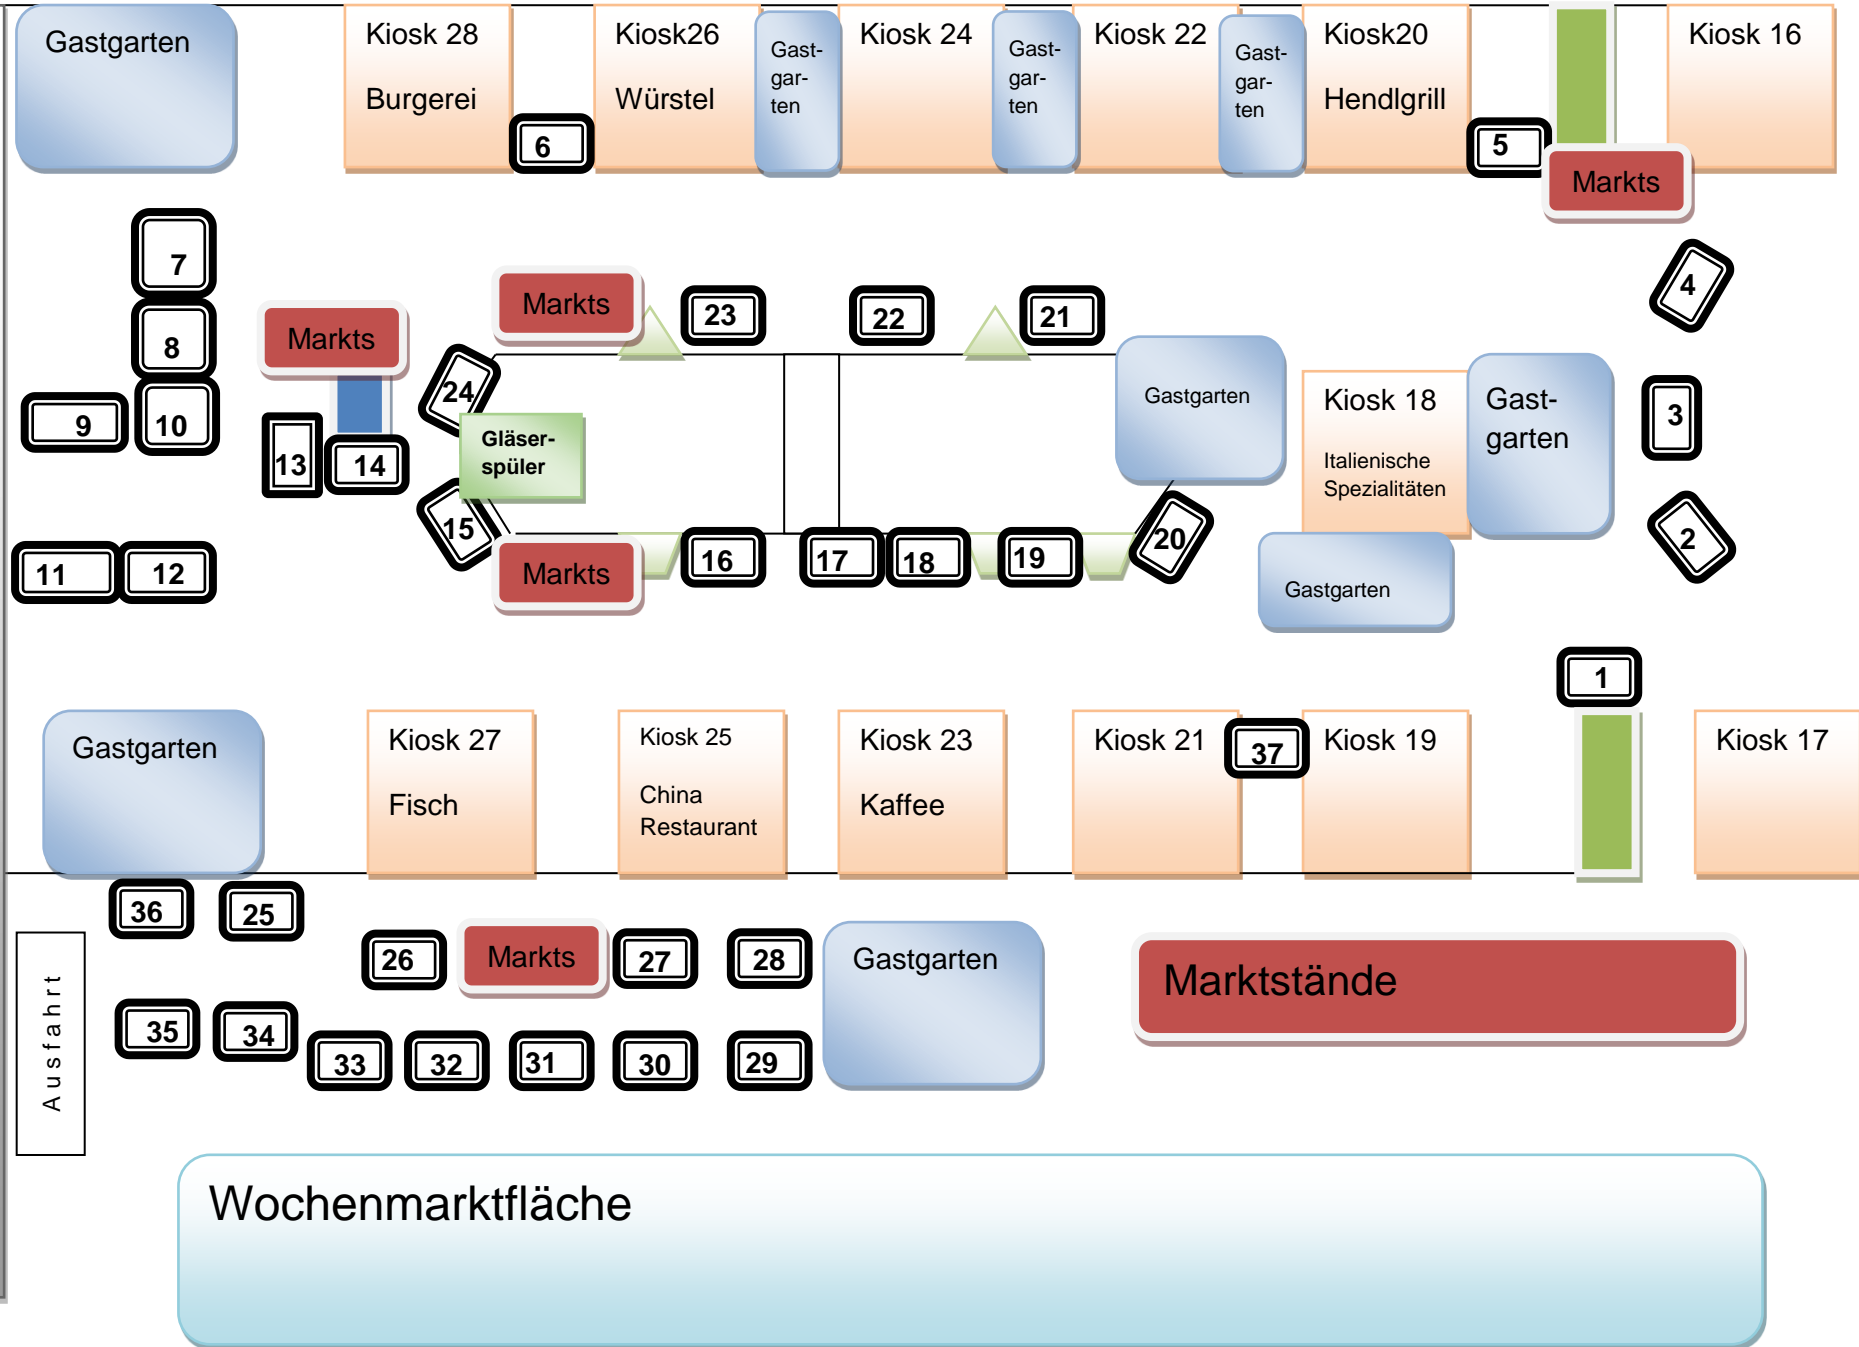 Gastgarten
Kiosk 28
Burgerei
Kiosk26
Würstel
Gast-
gar-
ten
Kiosk 24
Gast-
gar-
ten
Kiosk 22
Gast-
gar-
ten
Kiosk20
Hendlgrill
Kiosk 16
6
5
Markts
7
8
9
10
Markts
13
14
Markts
23
22
21
4
24
Gläser-
spüler
Gastgarten
Kiosk 18
Italienische
Spezialitäten
Gast-
garten
3
2
11
12
15
Markts
16
17
18
19
20
Gastgarten
1
Gastgarten
Kiosk 27
Fisch
Kiosk 25
China
Restaurant
Kiosk 23
Kaffee
Kiosk 21
37
Kiosk 19
Kiosk 17
36
25
26
Markts
27
28
Gastgarten
Marktstände
Ausfahrt
35
34
33
32
31
30
29
Wochenmarktfläche